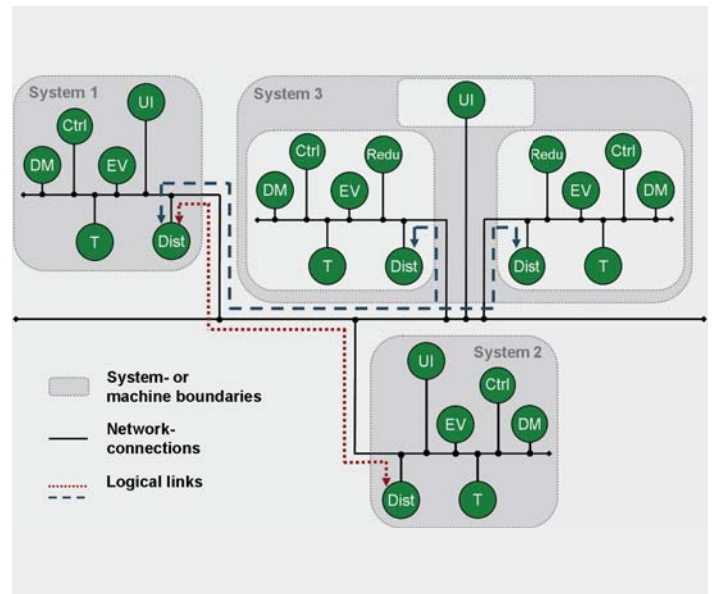 System 1
UI
Ctrl
DM
EV
T
Dist
System 3
UI
Ctrl
Redu
DM
EV
T
Dist
Redu
Ctrl
EV
DM
Dist
T
System 2
UI
Ctrl
EV
DM
Dist
T
System- or
machine boundaries
Network-
connections
Logical links